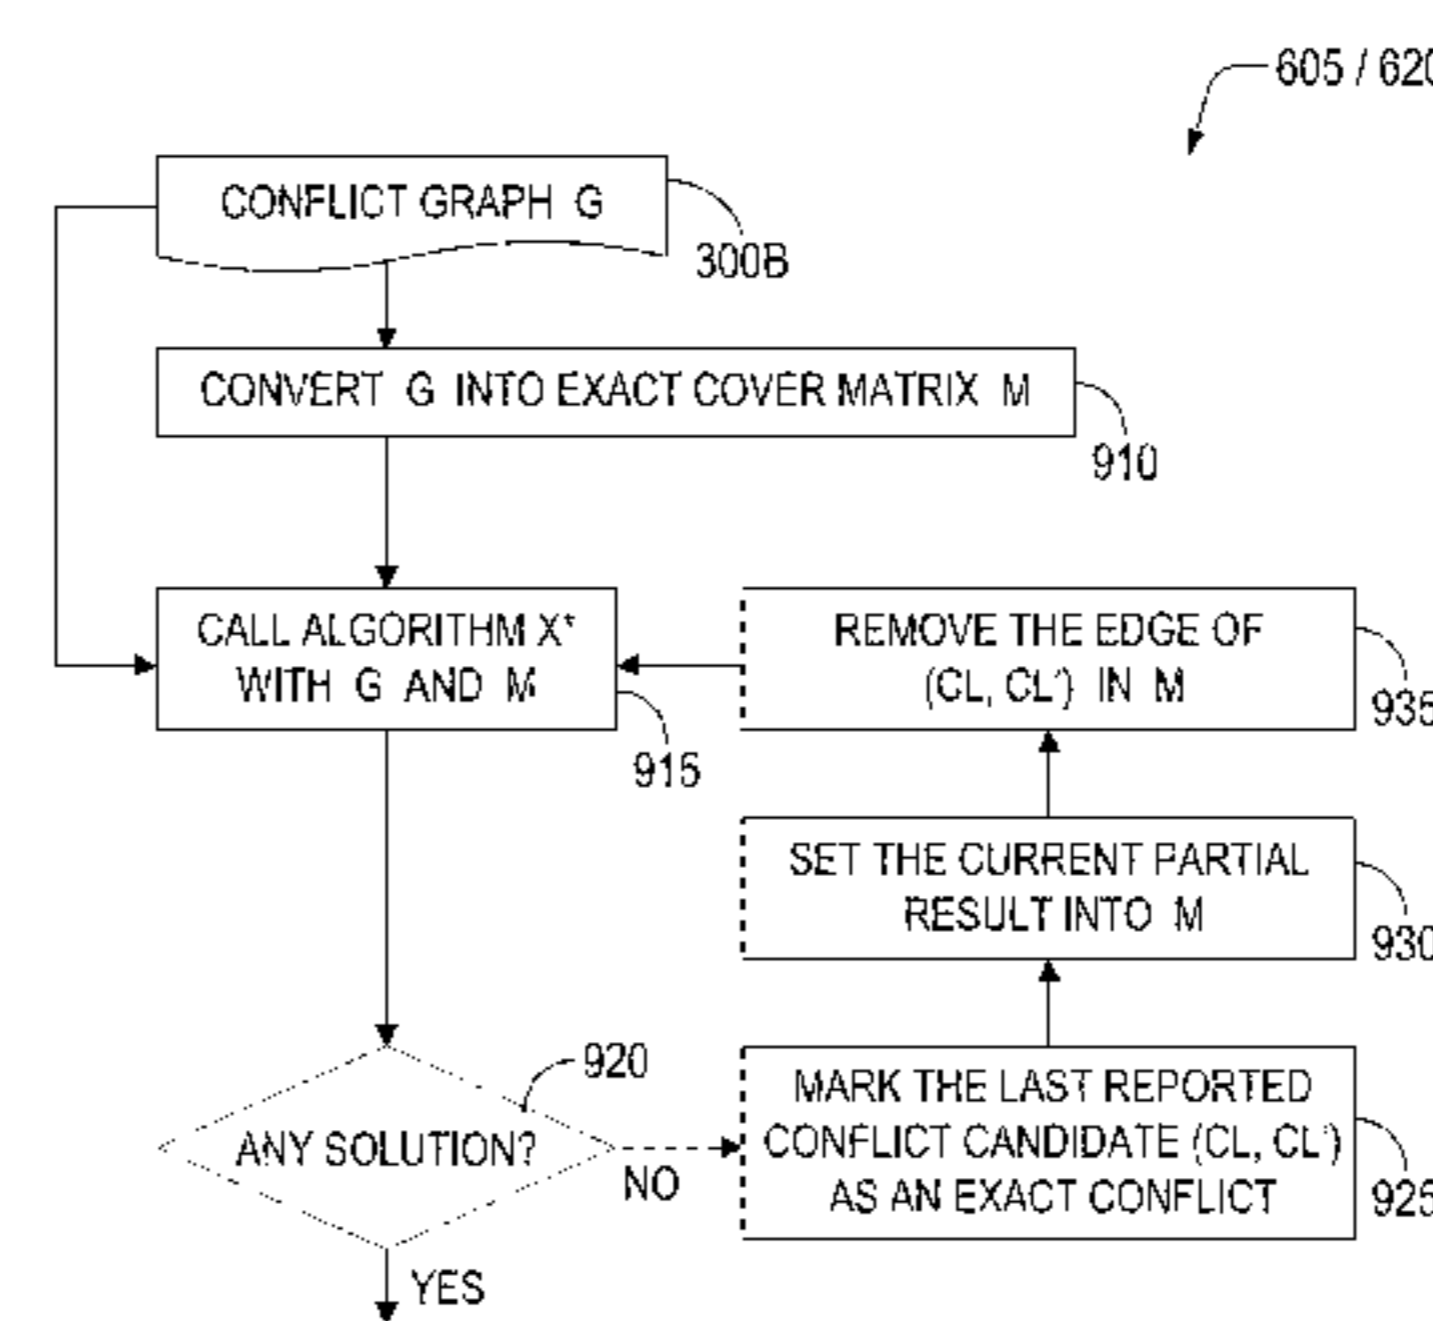 605 / 620
CONFLICT GRAPH G
300B
CONVERT G INTO EXACT COVER MATRIX M
910
CALL ALGORITHM X*
WITH G AND M
915
REMOVE THE EDGE OF
(CL, CL') IN M
935
SET THE CURRENT PARTIAL
RESULT INTO M
930
920
ANY SOLUTION?
NO
MARK THE LAST REPORTED
CONFLICT CANDIDATE (CL, CL')
AS AN EXACT CONFLICT
925
YES